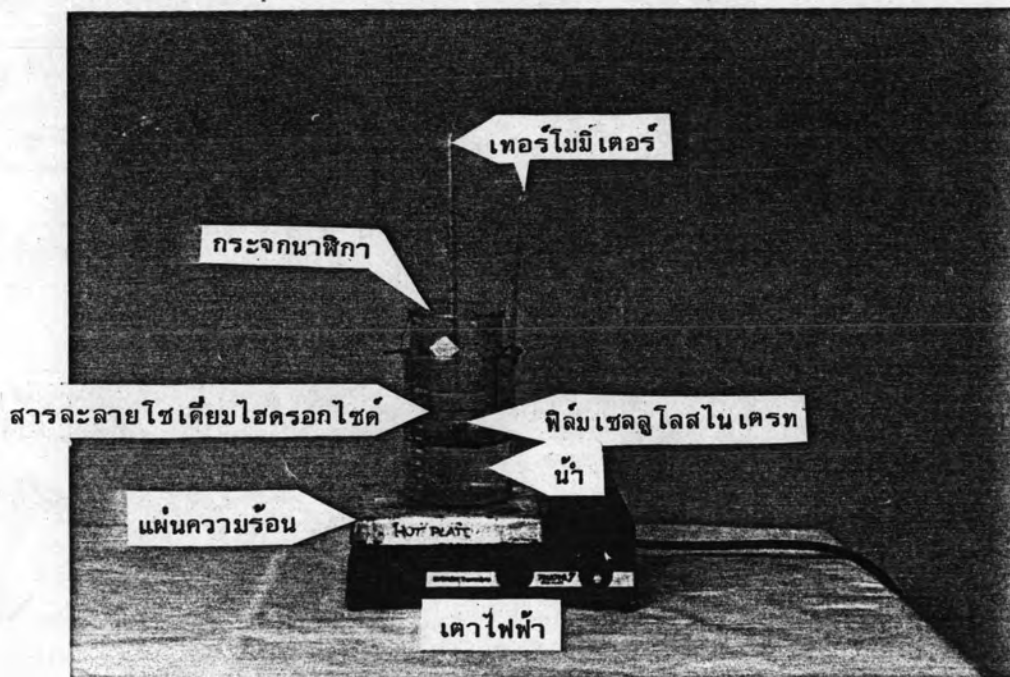 เทอร์โมมิเตอร์
กระจกนาฬิกา
สารละลายโซเดียมไฮดรอกไซด์
ฟิล์มเซลลูโลสไนเตรท
น้ำ
แผ่นความร้อน
HOT PLATE
เตาไฟฟ้า